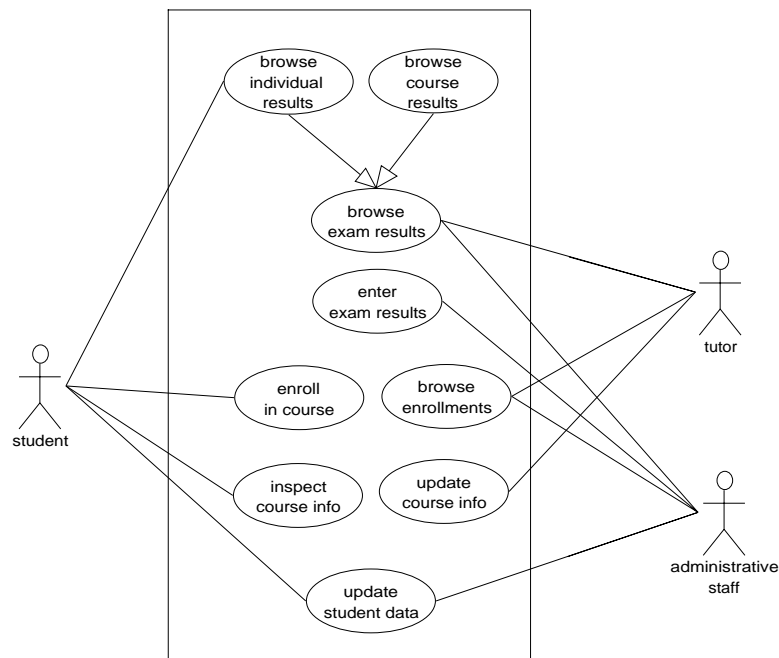 browse
individual
results
browse
course
results
browse
exam results
enter
exam results
tutor
enroll
in course
browse
enrollments
student
inspect
course info
update
course info
administrative
staff
update
student data